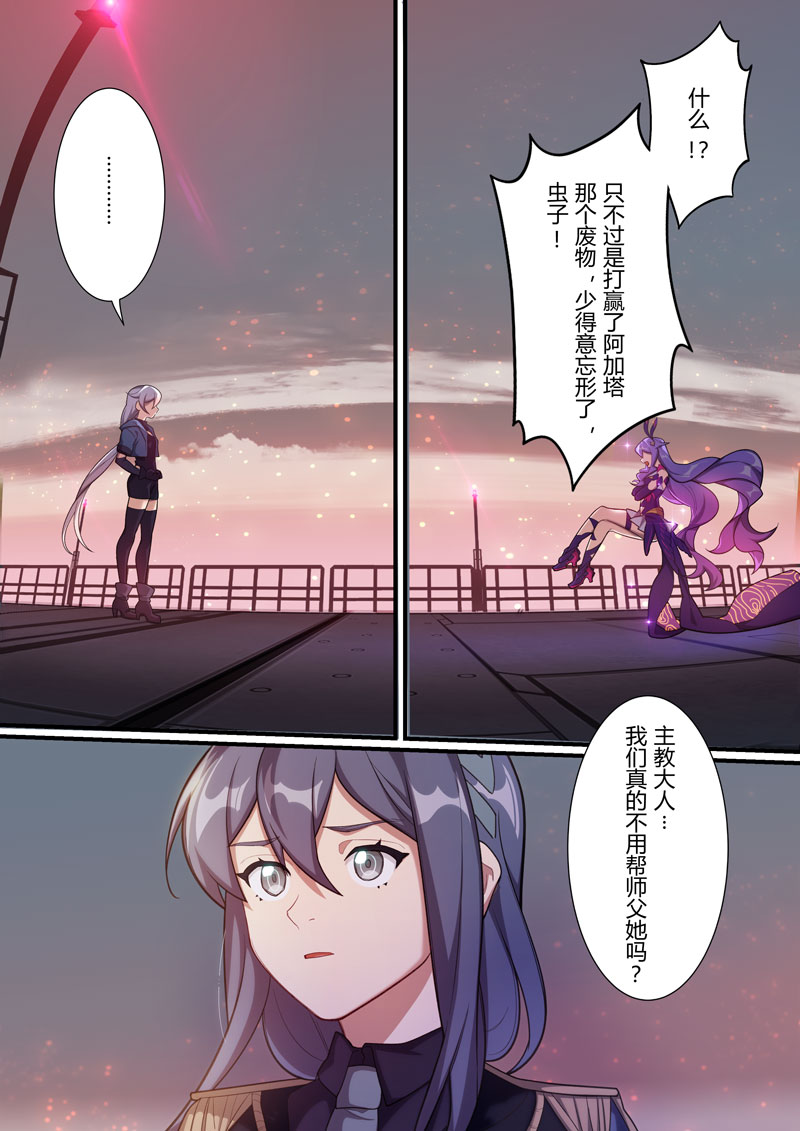 什么!?
只不过是打赢了阿加塔
那个废物，少得意忘形了，
虫子！
…………
主教大人…
我们真的不用帮师父她吗？